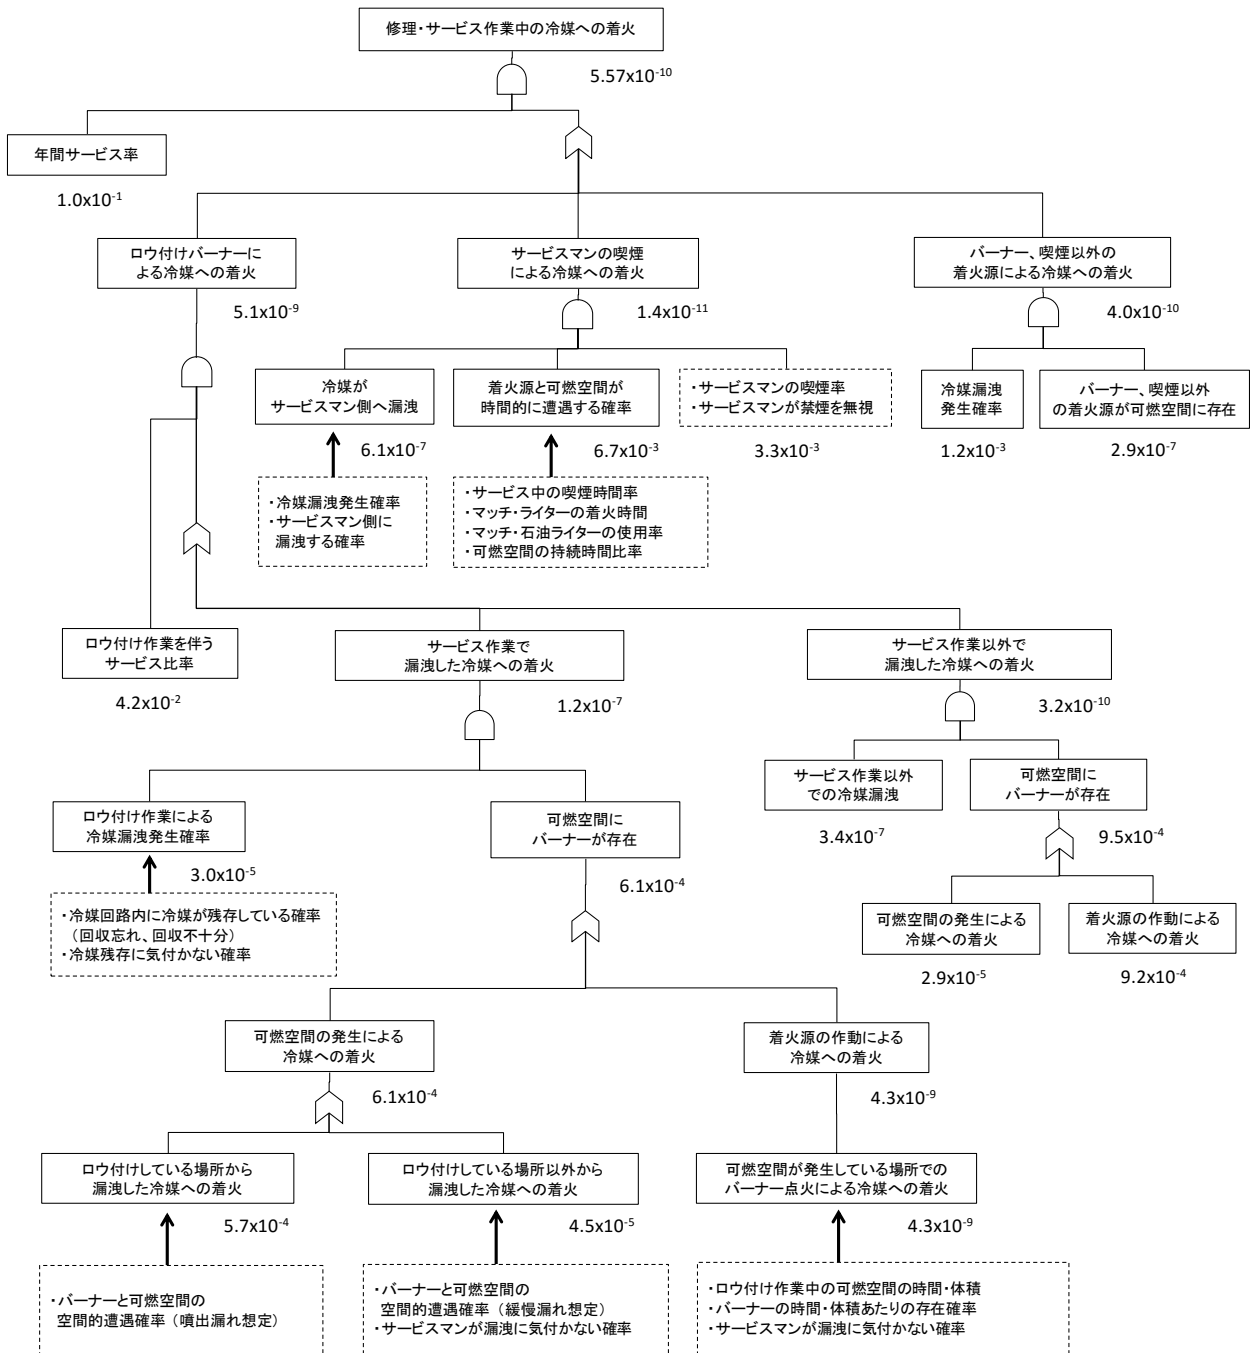 修理・サービス作業中の冷媒への着火
5.57x10-10
年間サービス率
1.0x10-1
ロウ付けバーナーに
よる冷媒への着火
5.1x10-9
サービスマンの喫煙
による冷媒への着火
1.4x10-11
バーナー、喫煙以外の
着火源による冷媒への着火
4.0x10-10
冷媒が
サービスマン側へ漏洩
6.1x10-7
着火源と可燃空間が
時間的に遭遇する確率
6.7x10-3
・サービスマンの喫煙率
・サービスマンが禁煙を無視
3.3x10-3
冷媒漏洩
発生確率
1.2x10-3
バーナー、喫煙以外
の着火源が可燃空間に存在
2.9x10-7
・冷媒漏洩発生確率
・サービスマン側に
漏洩する確率
・サービス中の喫煙時間率
・マッチ・ライターの着火時間
・マッチ・石油ライターの使用率
・可燃空間の持続時間比率
ロウ付け作業を伴う
サービス比率
4.2x10-2
サービス作業で
漏洩した冷媒への着火
1.2x10-7
サービス作業以外で
漏洩した冷媒への着火
3.2x10-10
サービス作業以外
での冷媒漏洩
3.4x10-7
可燃空間に
バーナーが存在
9.5x10-4
ロウ付け作業による
冷媒漏洩発生確率
3.0x10-5
可燃空間に
バーナーが存在
6.1x10-4
・冷媒回路内に冷媒が残存している確率
（回収忘れ、回収不十分）
・冷媒残存に気付かない確率
可燃空間の発生による
冷媒への着火
2.9x10-5
着火源の作動による
冷媒への着火
9.2x10-4
可燃空間の発生による
冷媒への着火
6.1x10-4
着火源の作動による
冷媒への着火
4.3x10-9
ロウ付けしている場所から
漏洩した冷媒への着火
5.7x10-4
ロウ付けしている場所以外から
漏洩した冷媒への着火
4.5x10-5
可燃空間が発生している場所での
バーナー点火による冷媒への着火
4.3x10-9
・バーナーと可燃空間の
空間的遭遇確率（噴出漏れ想定）
・バーナーと可燃空間の
空間的遭遇確率（緩慢漏れ想定）
・サービスマンが漏洩に気付かない確率
・ロウ付け作業中の可燃空間の時間・体積
・バーナーの時間・体積あたりの存在確率
・サービスマンが漏洩に気付かない確率